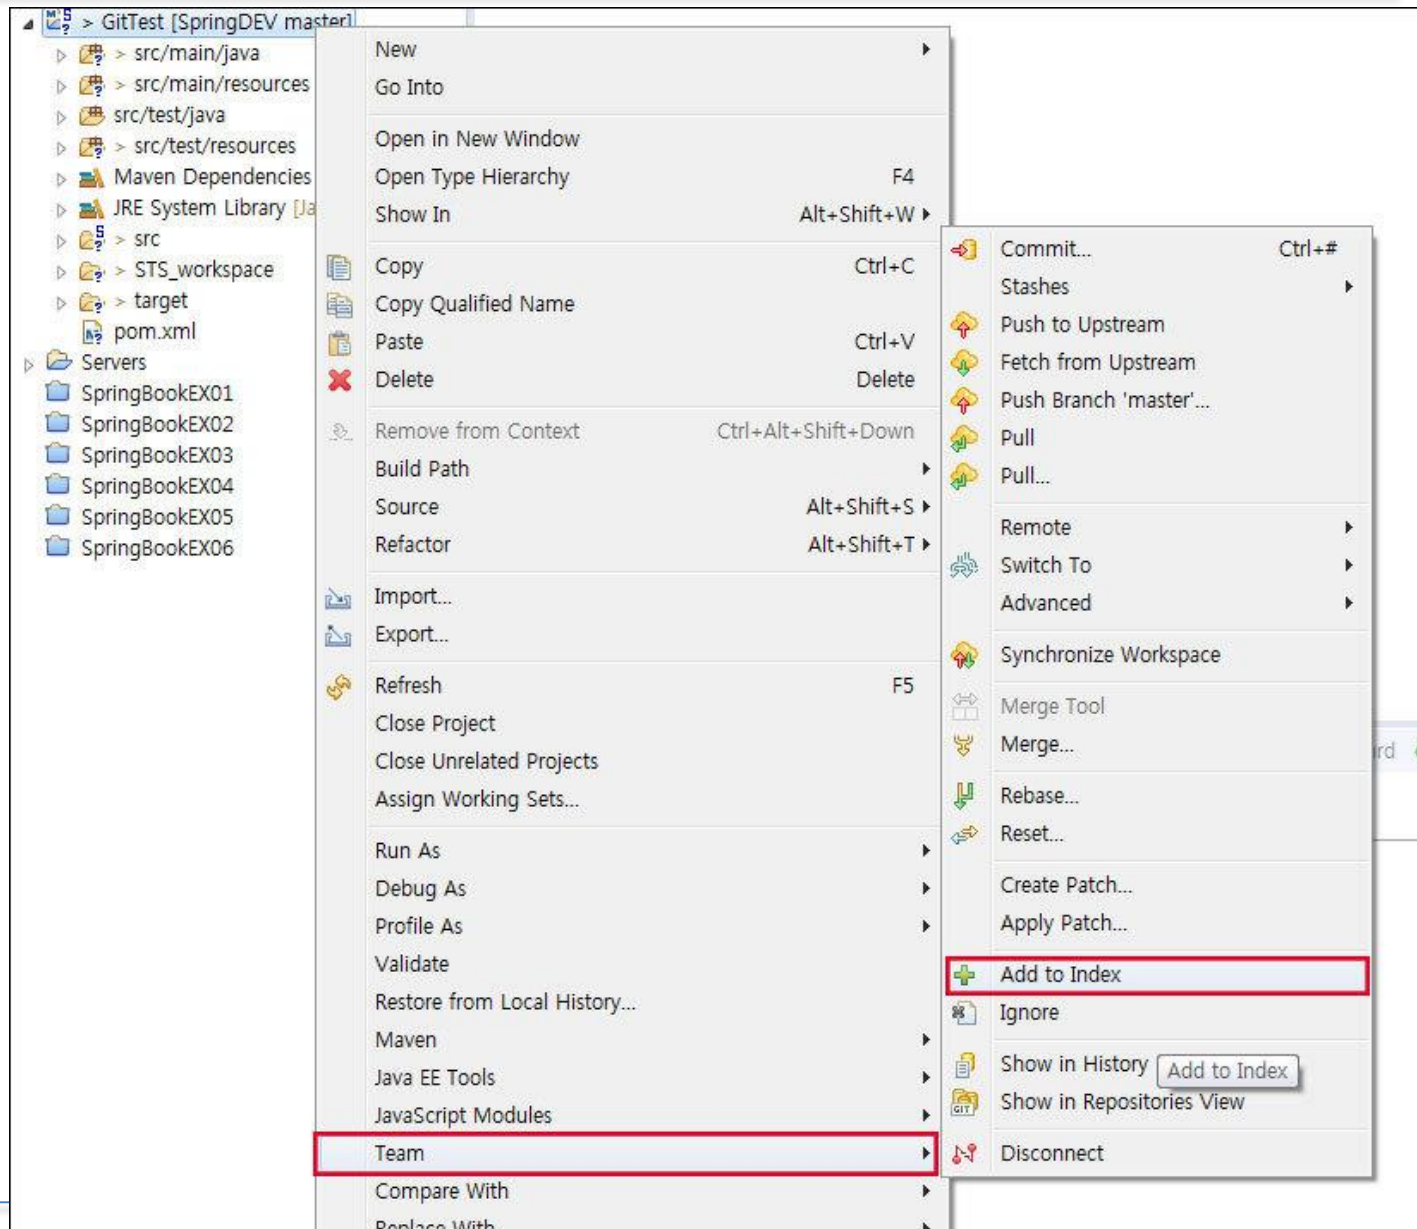 > GitTest [SpringDEV master]
> src/main/java
> src/main/resources
src/test/java
> src/test/resources
Maven Dependencies
JRE System Library [Ja
> src
> STS_workspace
> target
pom.xml
Servers
SpringBookEX01
SpringBookEX02
SpringBookEX03
SpringBookEX04
SpringBookEX05
SpringBookEX06
New
Go Into
Open in New Window
Open Type Hierarchy F4
Show In Alt+Shift+W
Copy Ctrl+C
Copy Qualified Name
Paste Ctrl+V
Delete Delete
Remove from Context Ctrl+Alt+Shift+Down
Build Path
Source Alt+Shift+S
Refactor Alt+Shift+T
Import...
Export...
Refresh F5
Close Project
Close Unrelated Projects
Assign Working Sets...
Run As
Debug As
Profile As
Validate
Restore from Local History...
Maven
Java EE Tools
JavaScript Modules
Team
Compare With
Replace With
Commit... Ctrl+#
Stashes
Push to Upstream
Fetch from Upstream
Push Branch 'master'...
Pull
Pull...
Remote
Switch To
Advanced
Synchronize Workspace
Merge Tool
Merge...
Rebase...
Reset...
Create Patch...
Apply Patch...
Add to Index
Ignore
Show in History
Add to Index
Show in Repositories View
Disconnect